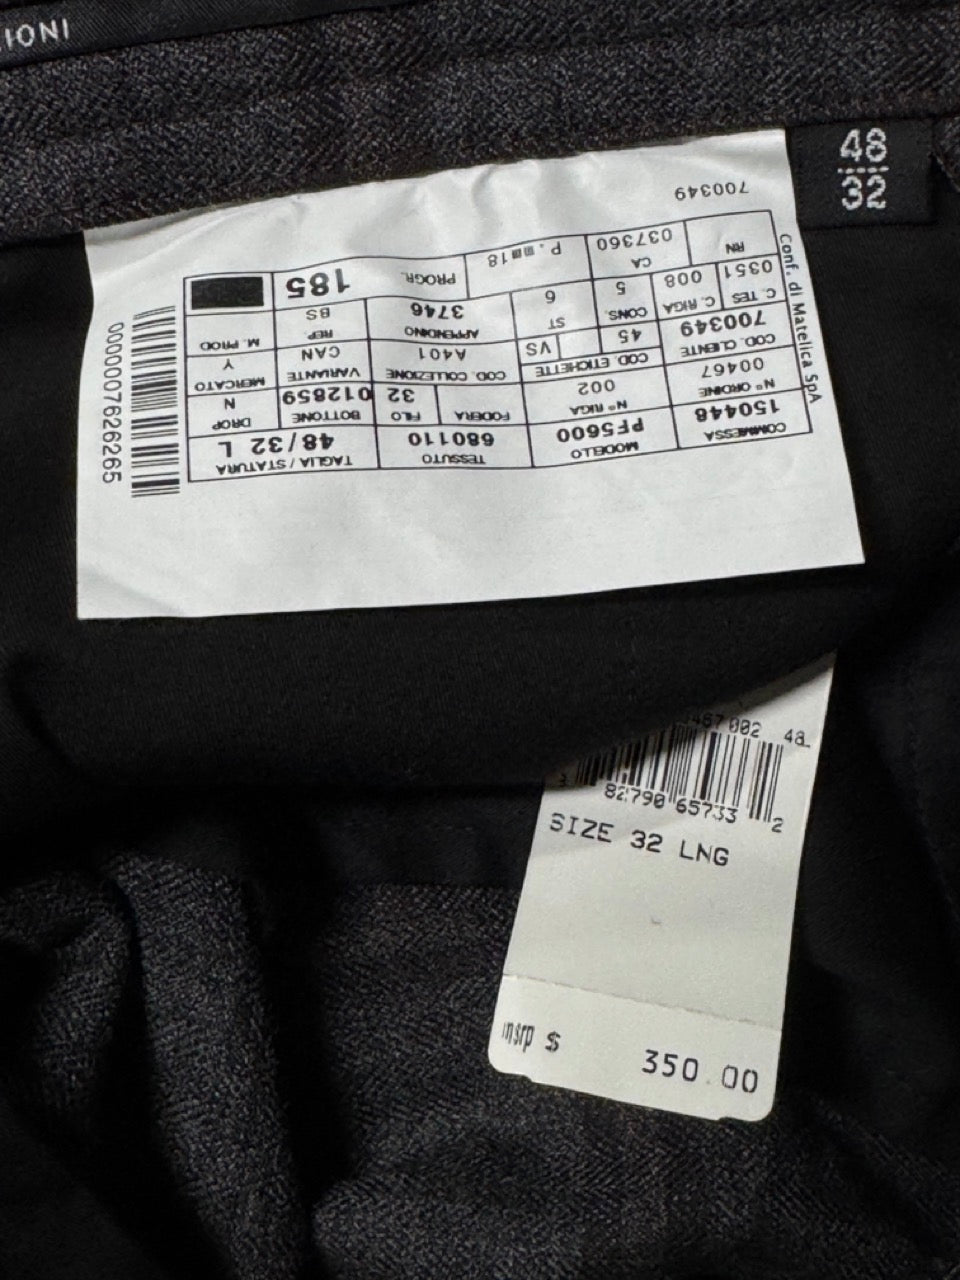 IONI
48
32
COMMESSA MODELLO TESSUTO TAGLIA / STATURA
150448 PF5600 680110 48/32 L
N° ORDINE N° RIGA FODERA FILO BOTTONE DROP
00467 002 32 012859 N
COD. CLIENTE COD ETICHETTE COD. COLLEZIONE VARIANTE MERCATO
700349 45 VS A401 CAN Y
C. TES C. RIGA CONS. ST APPENDINO REP. M. PROD
0351 008 5 6 3746 BS
RN CA PROGR.
037360 185
700349
Conf. di Matelica SpA
0000007626265
467 002 48
3 82790 65733 2
SIZE 32 LNG
msrp $ 350.00